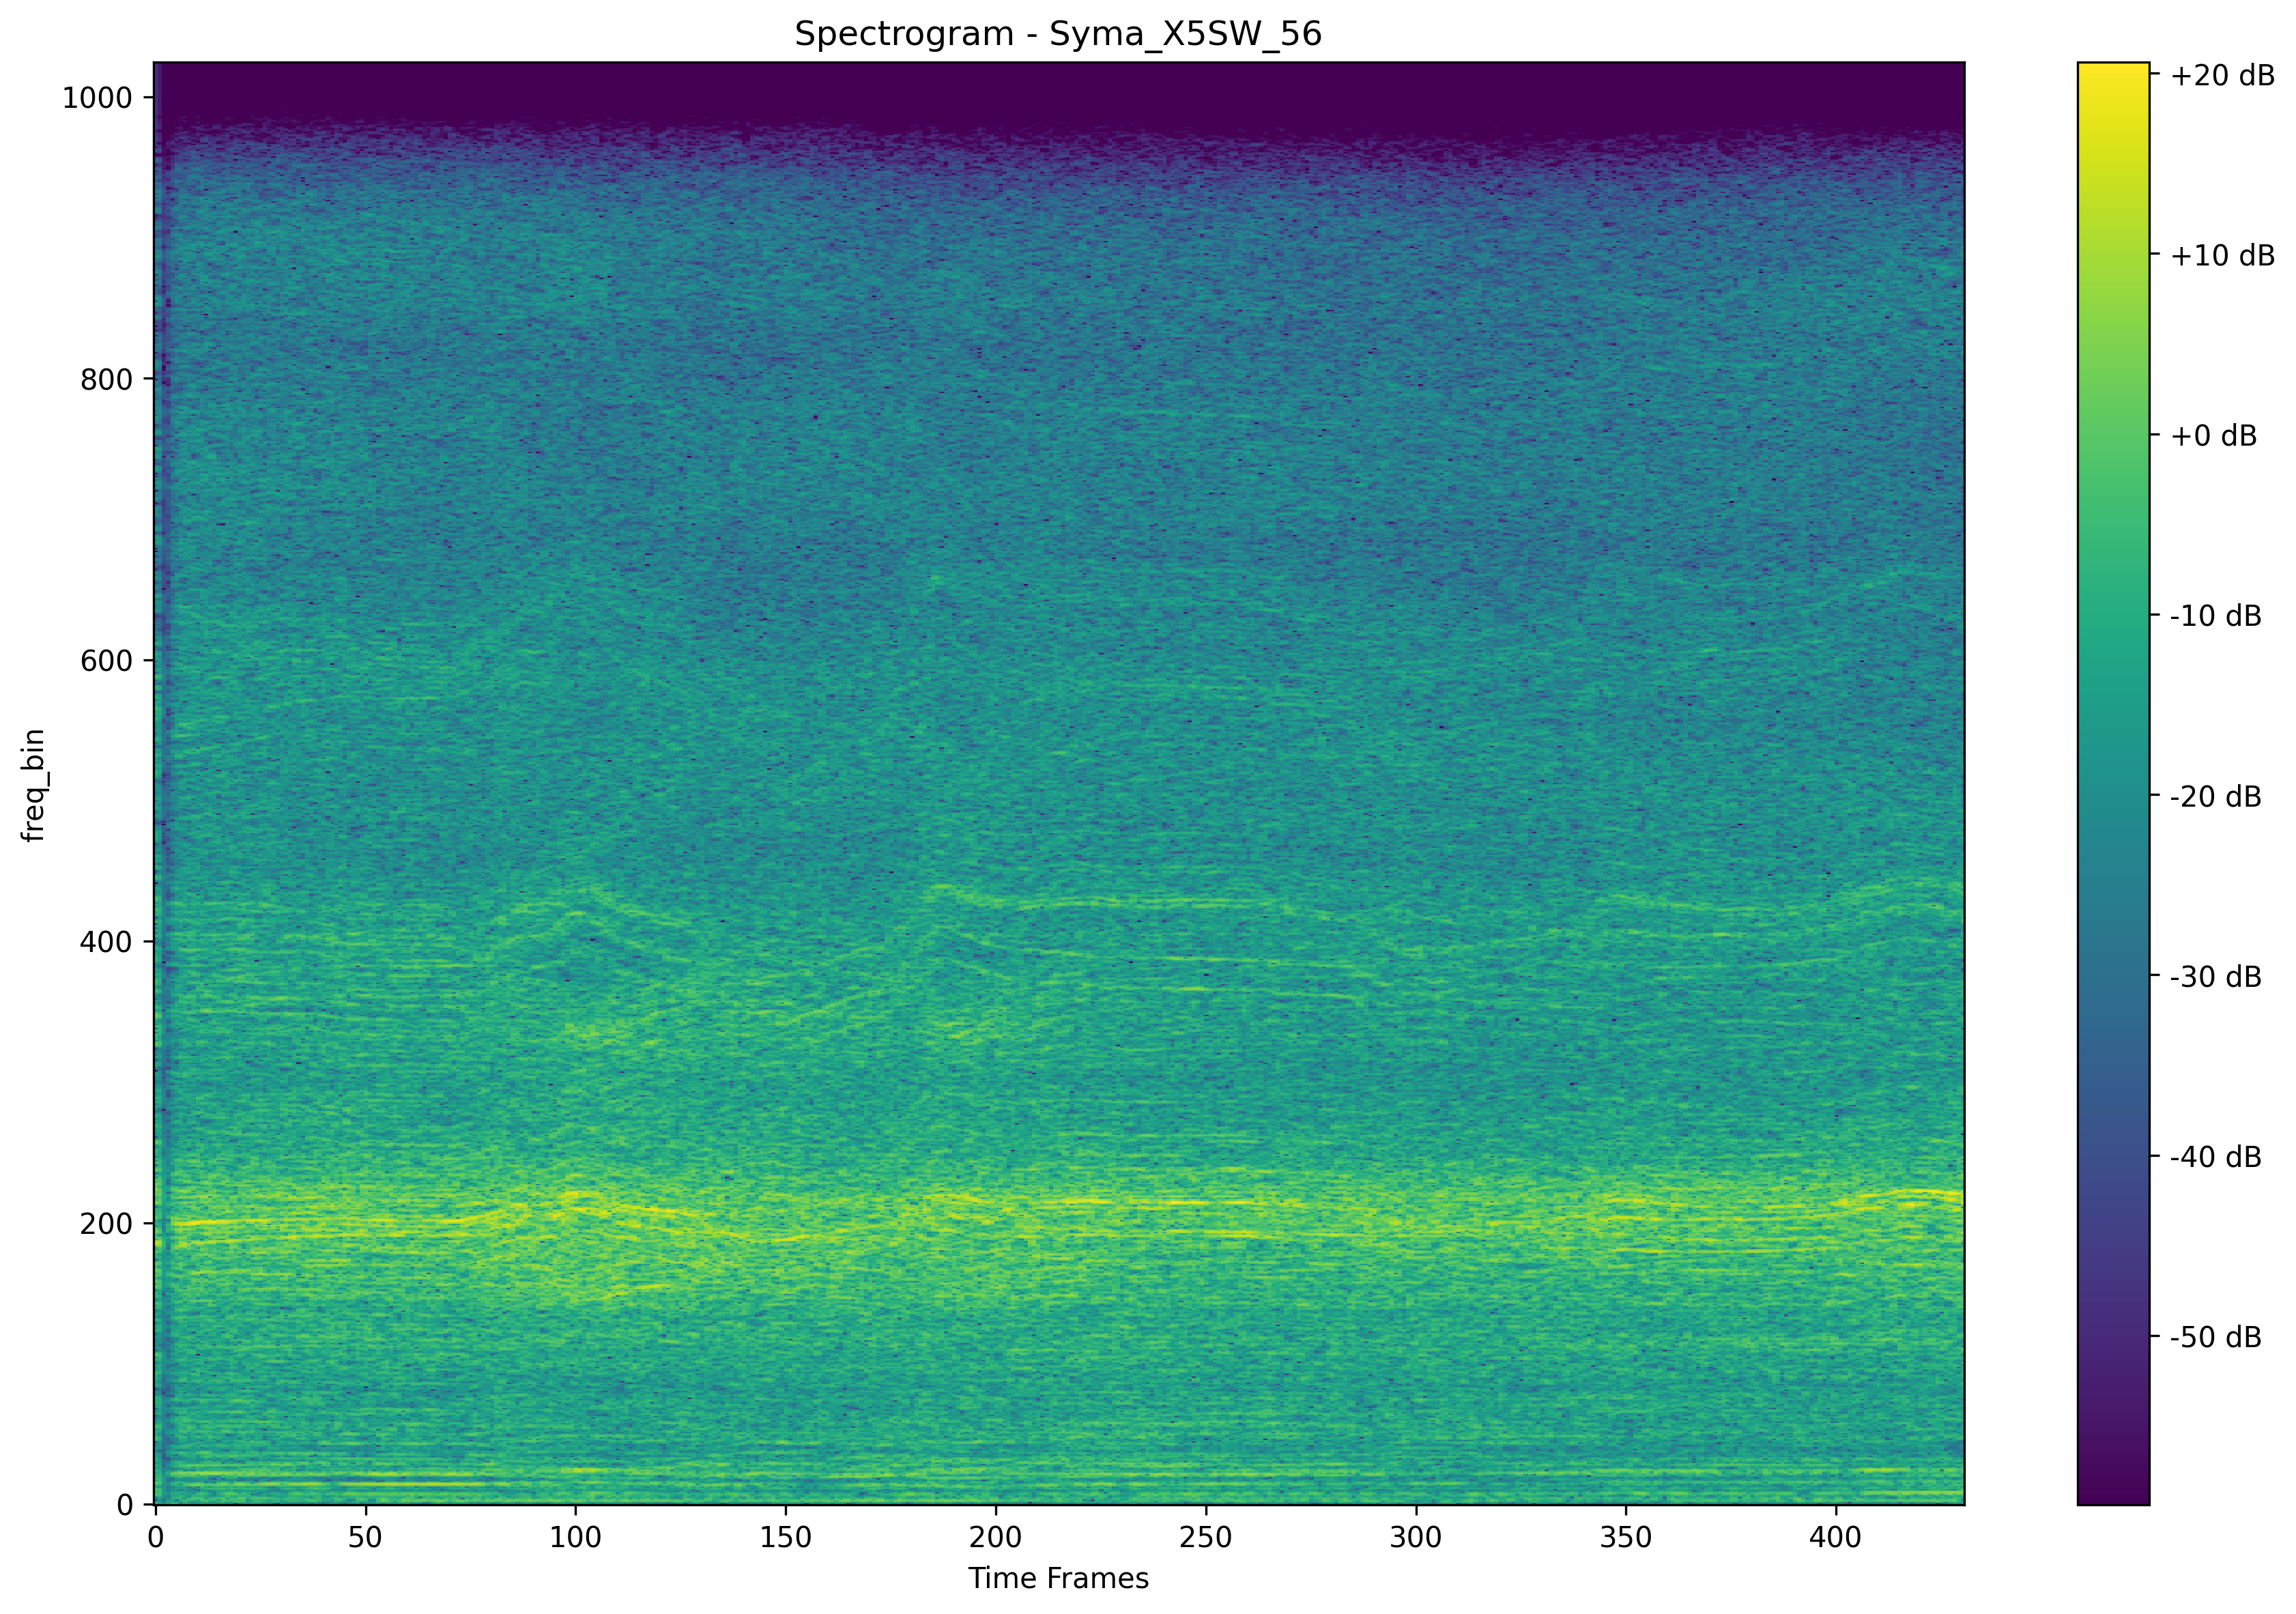 Spectrogram - Syma_X5SW_56
freq_bin
1000
800
600
400
200
0
0 50 100 150 200 250 300 350 400
Time Frames
+20 dB
+10 dB
+0 dB
-10 dB
-20 dB
-30 dB
-40 dB
-50 dB